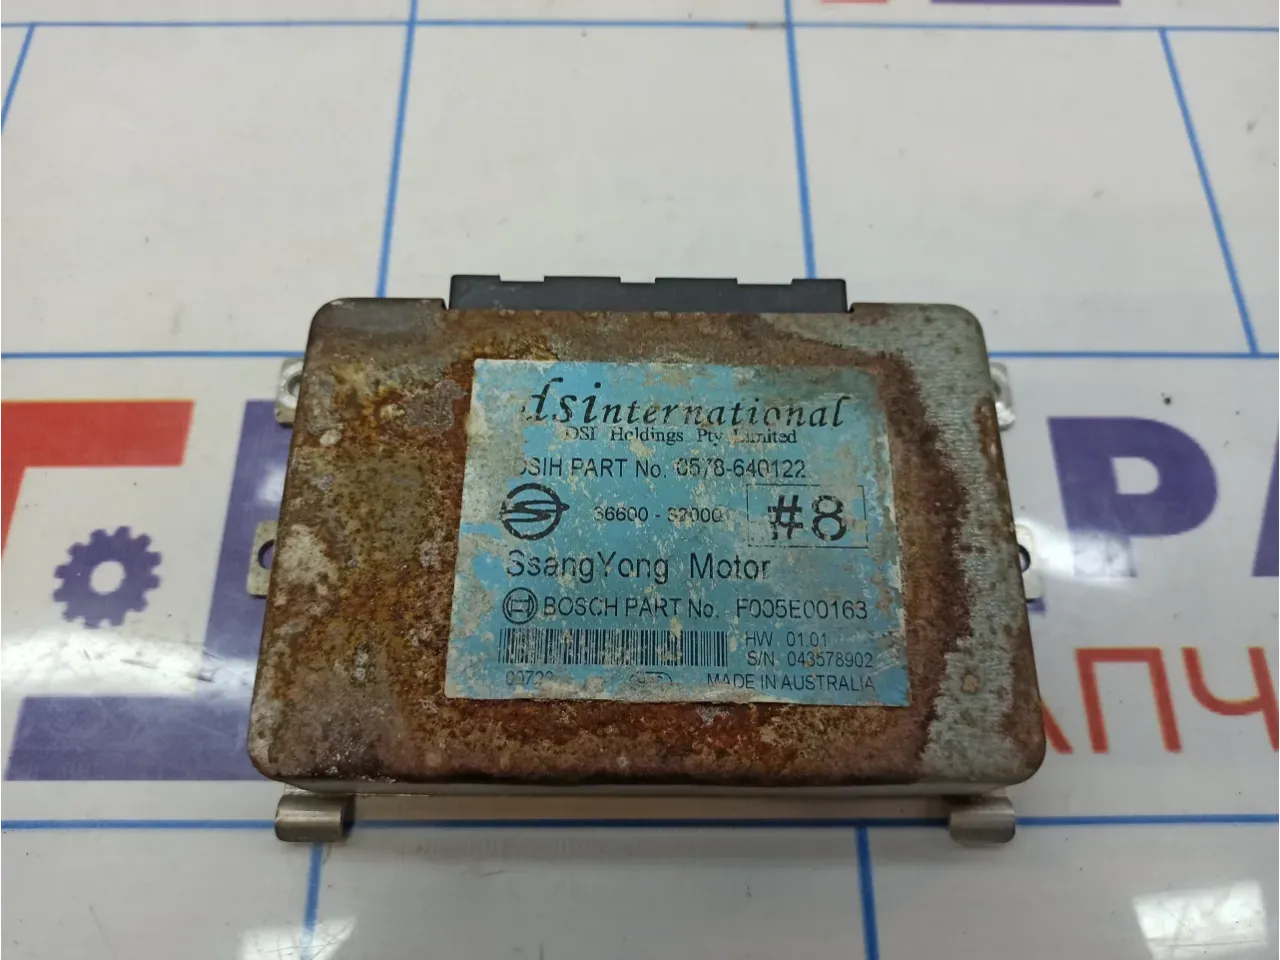 dsinternational
DSI Holdings Pty Limited
DSIH PART No. 0578-640122
36600 - 32000
#8
SsangYong Motor
BOSCH PART No. F005E00163
HW 01.01
S/N 043578902
MADE IN AUSTRALIA